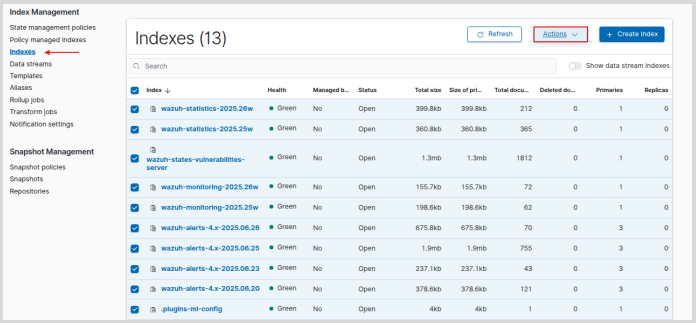 Index Management
State management policies
Policy managed indexes
Indexes
Data streams
Templates
Aliases
Rollup jobs
Transform jobs
Notification settings
Snapshot Management
Snapshot policies
Snapshots
Repositories
Indexes (13)
Refresh
Actions
+ Create Index
Search
Show data stream indexes
Index Health Managed b... Status Total size Size of pri... Total docu... Deleted do... Primaries Replicas
wazuh-statistics-2025.26w Green No Open 399.8kb 399.8kb 212 0 1 0
wazuh-statistics-2025.25w Green No Open 360.8kb 360.8kb 365 0 1 0
wazuh-states-vulnerabilities-
server Green No Open 1.3mb 1.3mb 1812 0 1 0
wazuh-monitoring-2025.26w Green No Open 155.7kb 155.7kb 72 0 1 0
wazuh-monitoring-2025.25w Green No Open 198.6kb 198.6kb 62 0 1 0
wazuh-alerts-4.x-2025.06.26 Green No Open 675.8kb 675.8kb 70 0 3 0
wazuh-alerts-4.x-2025.06.25 Green No Open 1.9mb 1.9mb 755 0 3 0
wazuh-alerts-4.x-2025.06.23 Green No Open 237.1kb 237.1kb 43 0 3 0
wazuh-alerts-4.x-2025.06.20 Green No Open 378.6kb 378.6kb 121 0 3 0
.plugins-ml-config Green No Open 4kb 4kb 1 0 1 0